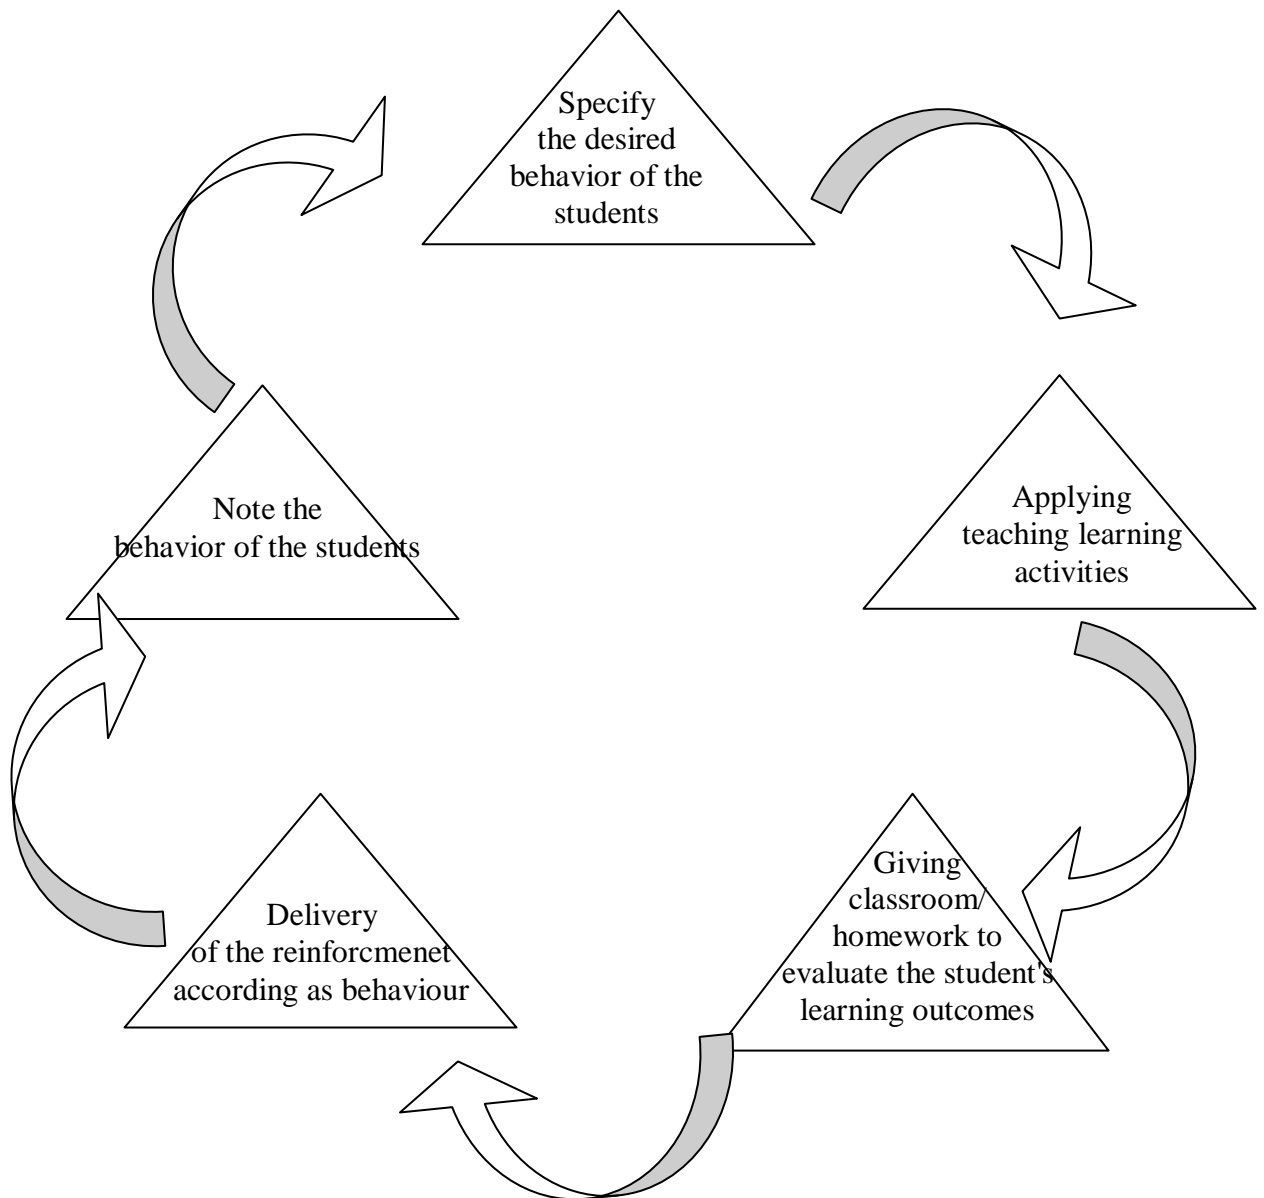 Specify
the desired
behavior of the
students
Applying
teaching learning
activities
Giving
classroom/
homework to
evaluate the student's
learning outcomes
Delivery
of the reinforcmenet
according as behaviour
Note the
behavior of the students